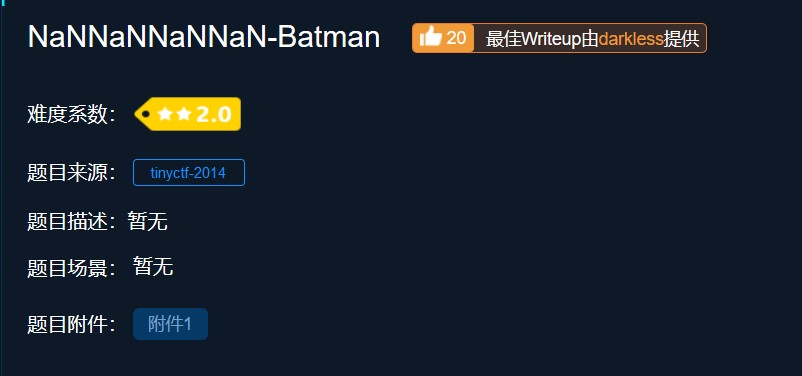 NaNNaNNaNNaN-Batman 20 最佳Writeup由darkless提供
难度系数： 2.0
题目来源： tinyctf-2014
题目描述：暂无
题目场景： 暂无
题目附件： 附件1